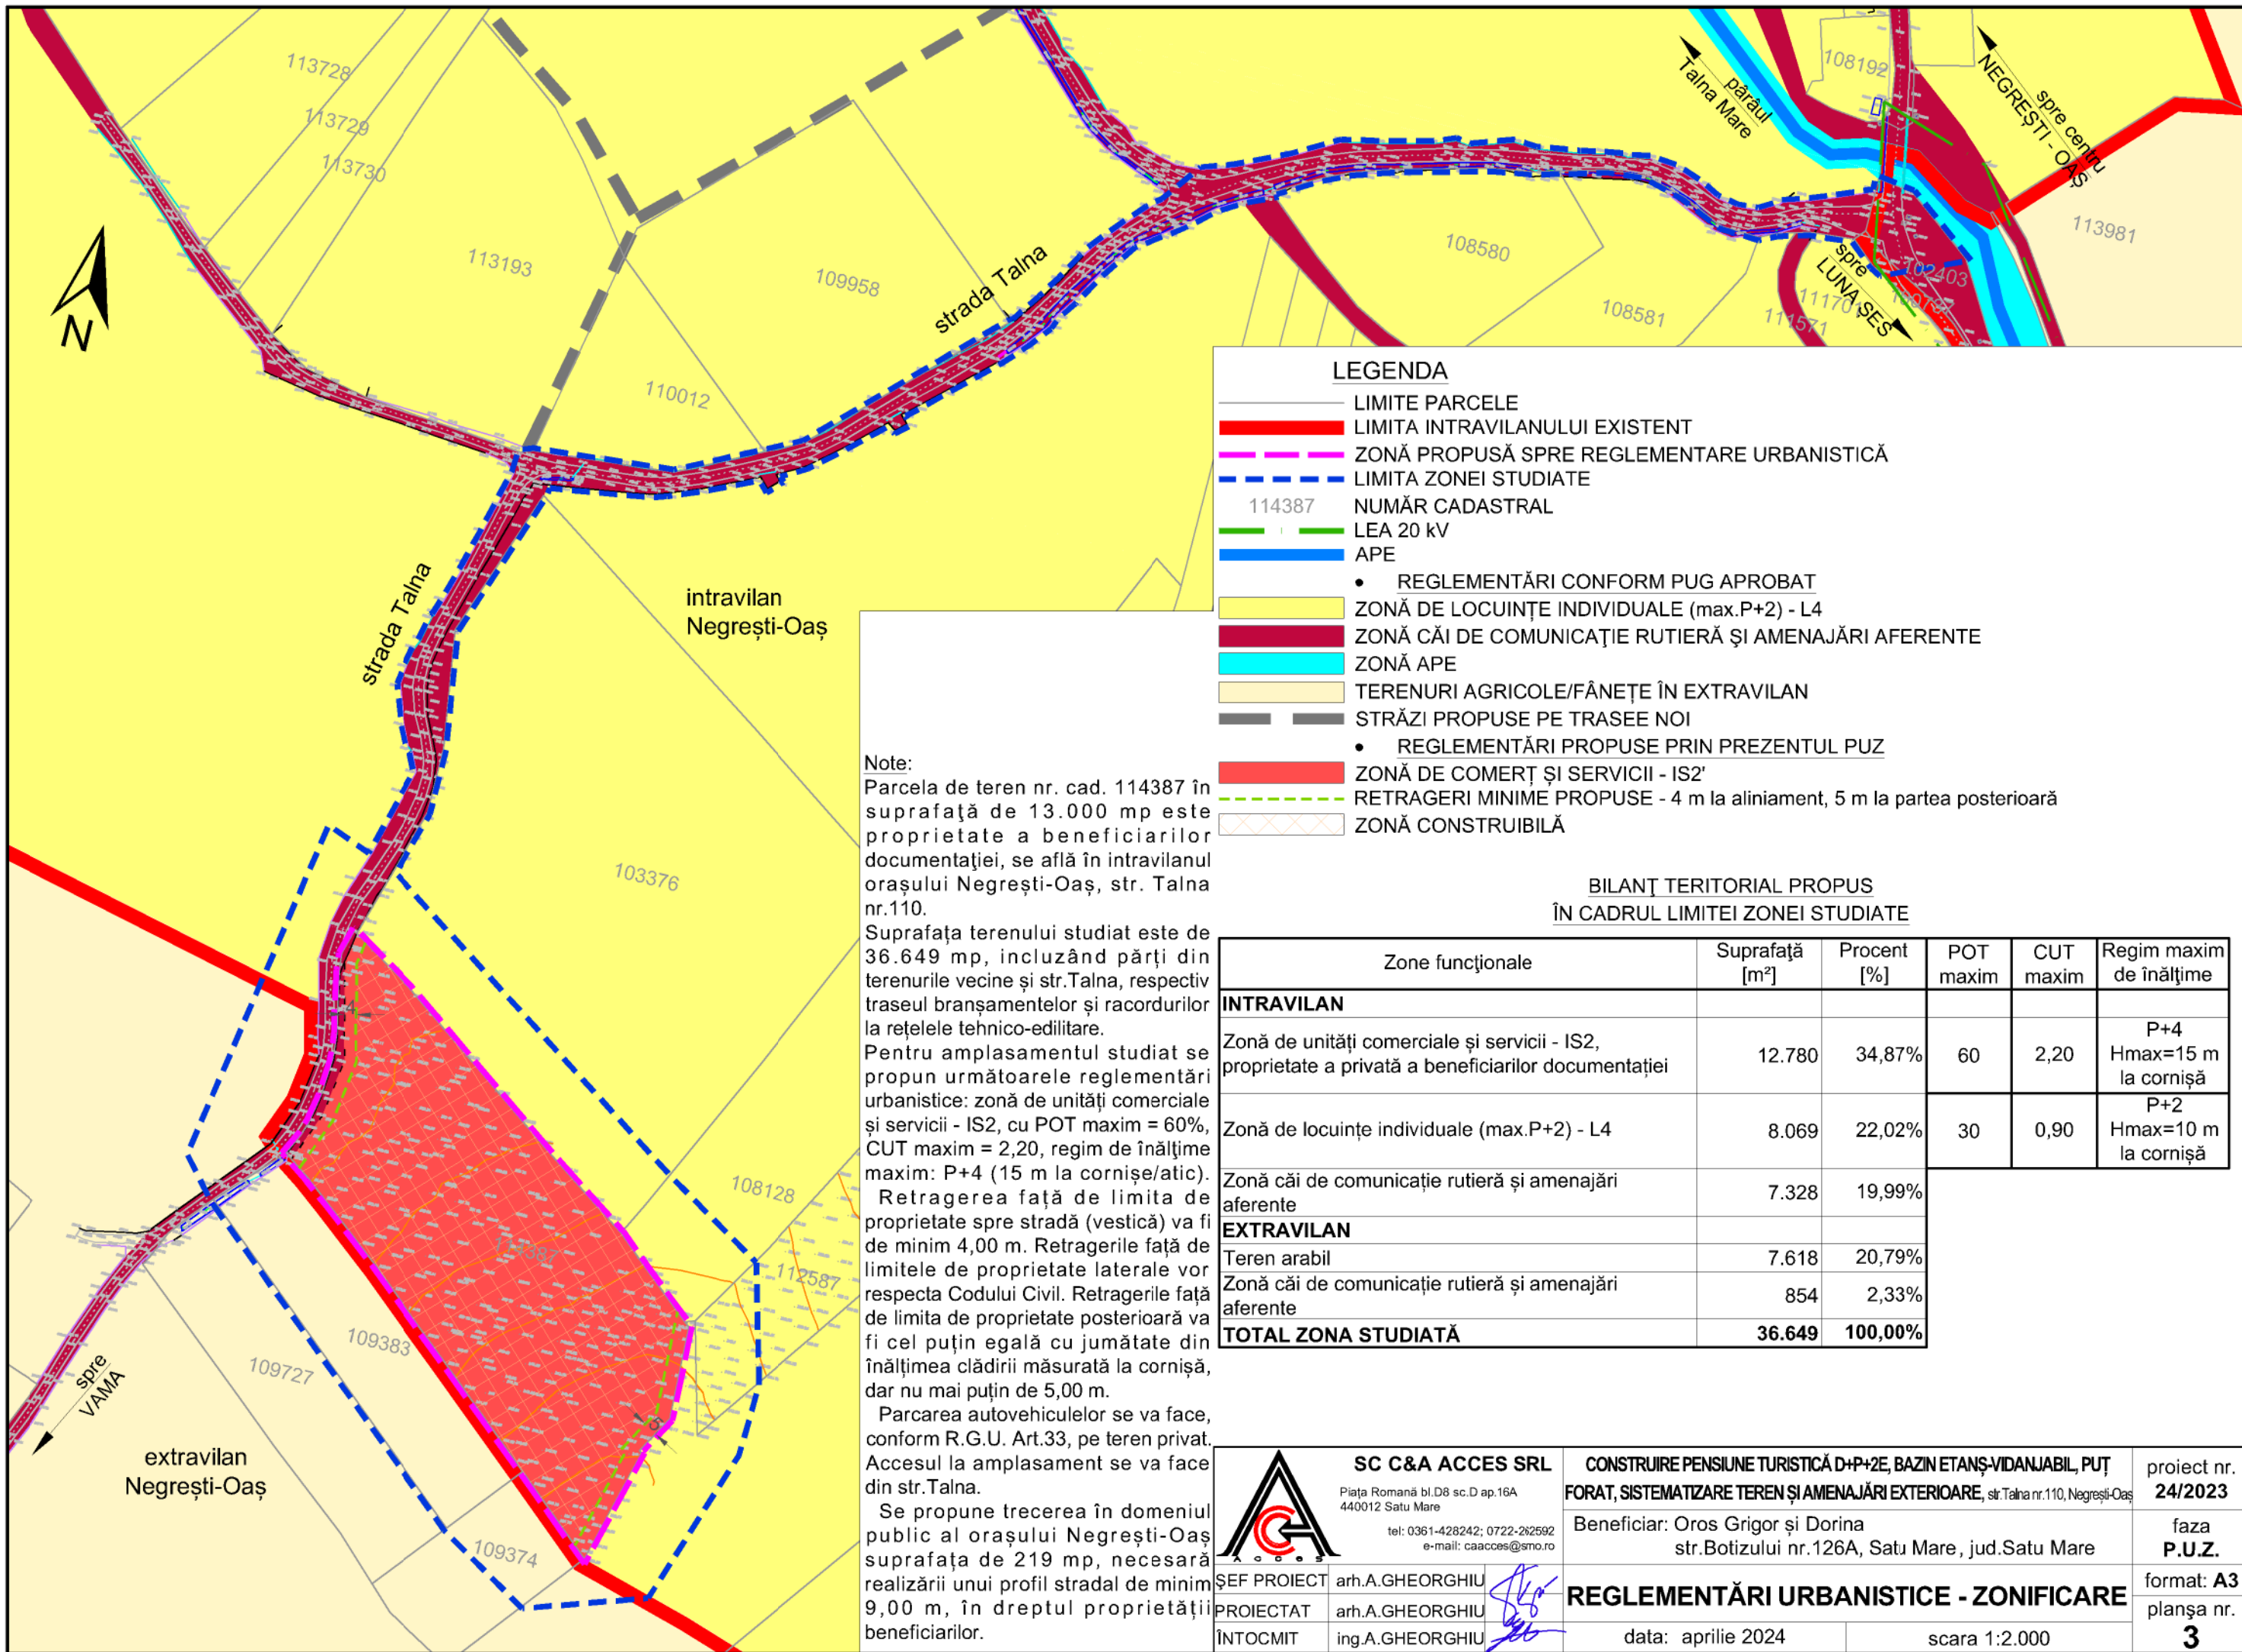 113728
113729
113730
113193
109958
110012
strada Talna
108580
108581
108192
pârâul
Talna Mare
spre centru
NEGREȘTI - OAȘ
113981
102403
111701
111571
spre
LUNA ȘES
N
strada Talna
intravilan
Negrești-Oaș
103376
108128
112587
114387
4
5
109383
109727
109374
spre
VAMA
extravilan
Negrești-Oaș
LEGENDA
LIMITE PARCELE
LIMITA INTRAVILANULUI EXISTENT
ZONĂ PROPUSĂ SPRE REGLEMENTARE URBANISTICĂ
LIMITA ZONEI STUDIATE
114387 NUMĂR CADASTRAL
LEA 20 kV
APE
• REGLEMENTĂRI CONFORM PUG APROBAT
ZONĂ DE LOCUINȚE INDIVIDUALE (max.P+2) - L4
ZONĂ CĂI DE COMUNICAŢIE RUTIERĂ ŞI AMENAJĂRI AFERENTE
ZONĂ APE
TERENURI AGRICOLE/FÂNEȚE ÎN EXTRAVILAN
STRĂZI PROPUSE PE TRASEE NOI
• REGLEMENTĂRI PROPUSE PRIN PREZENTUL PUZ
ZONĂ DE COMERȚ ȘI SERVICII - IS2'
RETRAGERI MINIME PROPUSE - 4 m la aliniament, 5 m la partea posterioară
ZONĂ CONSTRUIBILĂ
Note:
Parcela de teren nr. cad. 114387 în
suprafaţă de 13.000 mp este
proprietate a beneficiarilor
documentaţiei, se află în intravilanul
orașului Negrești-Oaș, str. Talna
nr.110.
Suprafața terenului studiat este de
36.649 mp, incluzând părți din
terenurile vecine și str.Talna, respectiv
traseul branșamentelor și racordurilor
la rețelele tehnico-edilitare.
Pentru amplasamentul studiat se
propun următoarele reglementări
urbanistice: zonă de unități comerciale
și servicii - IS2, cu POT maxim = 60%,
CUT maxim = 2,20, regim de înălțime
maxim: P+4 (15 m la cornișe/atic).
Retragerea față de limita de
proprietate spre stradă (vestică) va fi
de minim 4,00 m. Retragerile față de
limitele de proprietate laterale vor
respecta Codului Civil. Retragerile față
de limita de proprietate posterioară va
fi cel puțin egală cu jumătate din
înălțimea clădirii măsurată la cornișă,
dar nu mai puțin de 5,00 m.
Parcarea autovehiculelor se va face,
conform R.G.U. Art.33, pe teren privat.
Accesul la amplasament se va face
din str.Talna.
Se propune trecerea în domeniul
public al orașului Negrești-Oaș
suprafața de 219 mp, necesară
realizării unui profil stradal de minim
9,00 m, în dreptul proprietății
beneficiarilor.
BILANŢ TERITORIAL PROPUS
ÎN CADRUL LIMITEI ZONEI STUDIATE
Zone funcţionale Suprafaţă [m²] Procent [%] POT maxim CUT maxim Regim maxim de înălțime
INTRAVILAN
Zonă de unități comerciale și servicii - IS2,
proprietate a privată a beneficiarilor documentației 12.780 34,87% 60 2,20 P+4 Hmax=15 m la cornișă
Zonă de locuințe individuale (max.P+2) - L4 8.069 22,02% 30 0,90 P+2 Hmax=10 m la cornișă
Zonă căi de comunicație rutieră și amenajări
aferente 7.328 19,99%
EXTRAVILAN
Teren arabil 7.618 20,79%
Zonă căi de comunicație rutieră și amenajări
aferente 854 2,33%
TOTAL ZONA STUDIATĂ 36.649 100,00%
ACCES
SC C&A ACCES SRL
Piaţa Romană bl.D8 sc.D ap.16A
440012 Satu Mare
tel: 0361-428242; 0722-262592
e-mail: caacces@smo.ro
CONSTRUIRE PENSIUNE TURISTICĂ D+P+2E, BAZIN ETANȘ-VIDANJABIL, PUȚ
FORAT, SISTEMATIZARE TEREN ȘI AMENAJĂRI EXTERIOARE, str.Talna nr.110, Negrești-Oaș
proiect nr.
24/2023
Beneficiar: Oros Grigor și Dorina
str.Botizului nr.126A, Satu Mare, jud.Satu Mare
faza
P.U.Z.
ŞEF PROIECT arh.A.GHEORGHIU
PROIECTAT arh.A.GHEORGHIU
ÎNTOCMIT ing.A.GHEORGHIU
REGLEMENTĂRI URBANISTICE - ZONIFICARE
format: A3
planşa nr.
3
data: aprilie 2024
scara 1:2.000